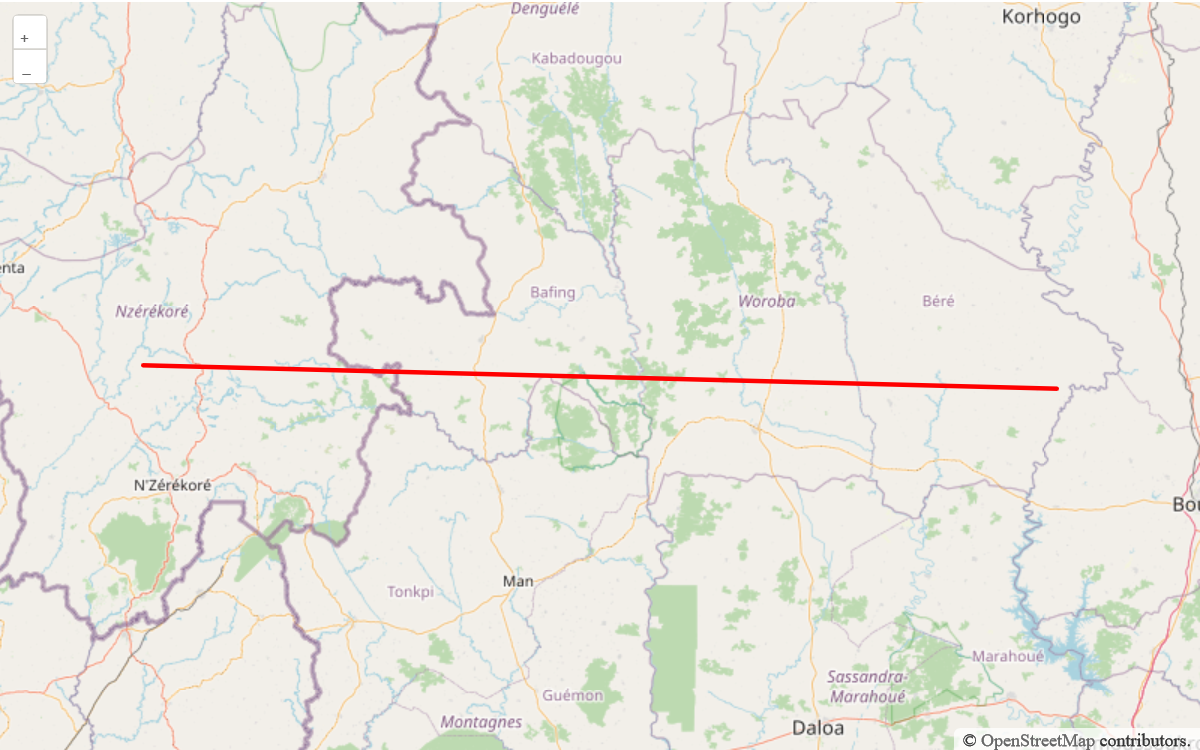 Denguélé
Korhogo
+
Kabadougou
–
enta
Bafing
Woroba
Béré
Nzérékoré
N'Zérékoré
Bou
Man
Tonkpi
Marahoué
Sassandra-
Marahoué
Guémon
Montagnes
Daloa
© OpenStreetMap contributors.